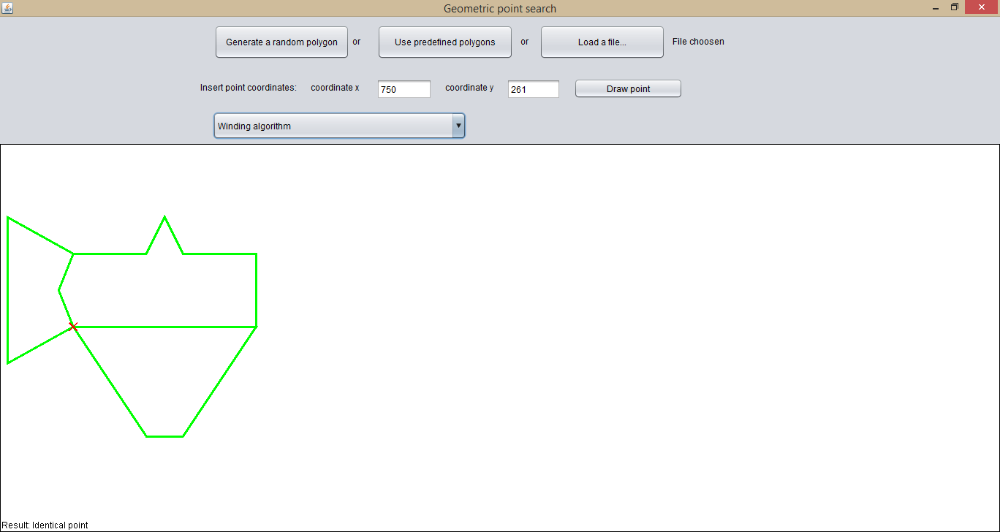 Geometric point search
Generate a random polygon or Use predefined polygons or Load a file... File choosen
Insert point coordinates: coordinate x 750 coordinate y 261 Draw point
Winding algorithm
Result: Identical point